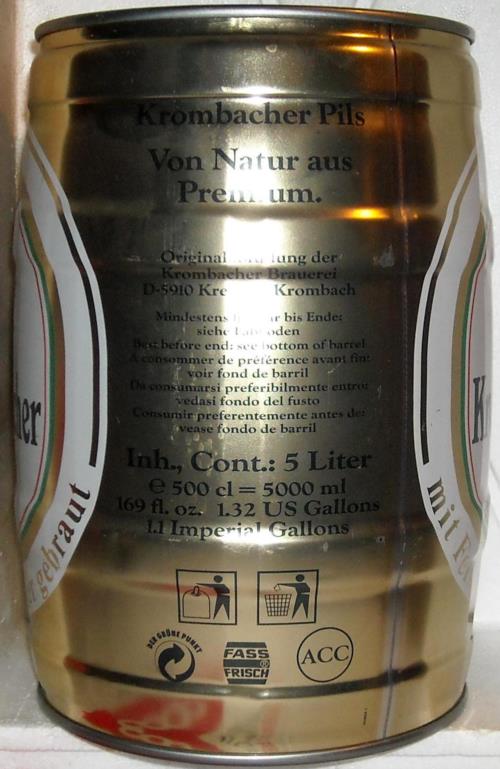 Krombacher Pils
Von Natur aus
Premium.
Original der
Krombacher Brauerei
D-5910 Krombach
Mindestens bis Ende:
siehe
Best before end: see bottom of barrel
A consommer de préférence avant fin:
voir fond de barril
Da consumarsi preferibilmente entro:
vedasi fondo del fusto
Consumir preferentemente antes de:
vease fondo de barril
Inh., Cont.: 5 Liter
e 500 cl = 5000 ml
169 fl. oz. 1.32 US Gallons
1.1 Imperial Gallons
DER GRÜNE PUNKT
FASS
FRISCH
ACC
gebraut
mit